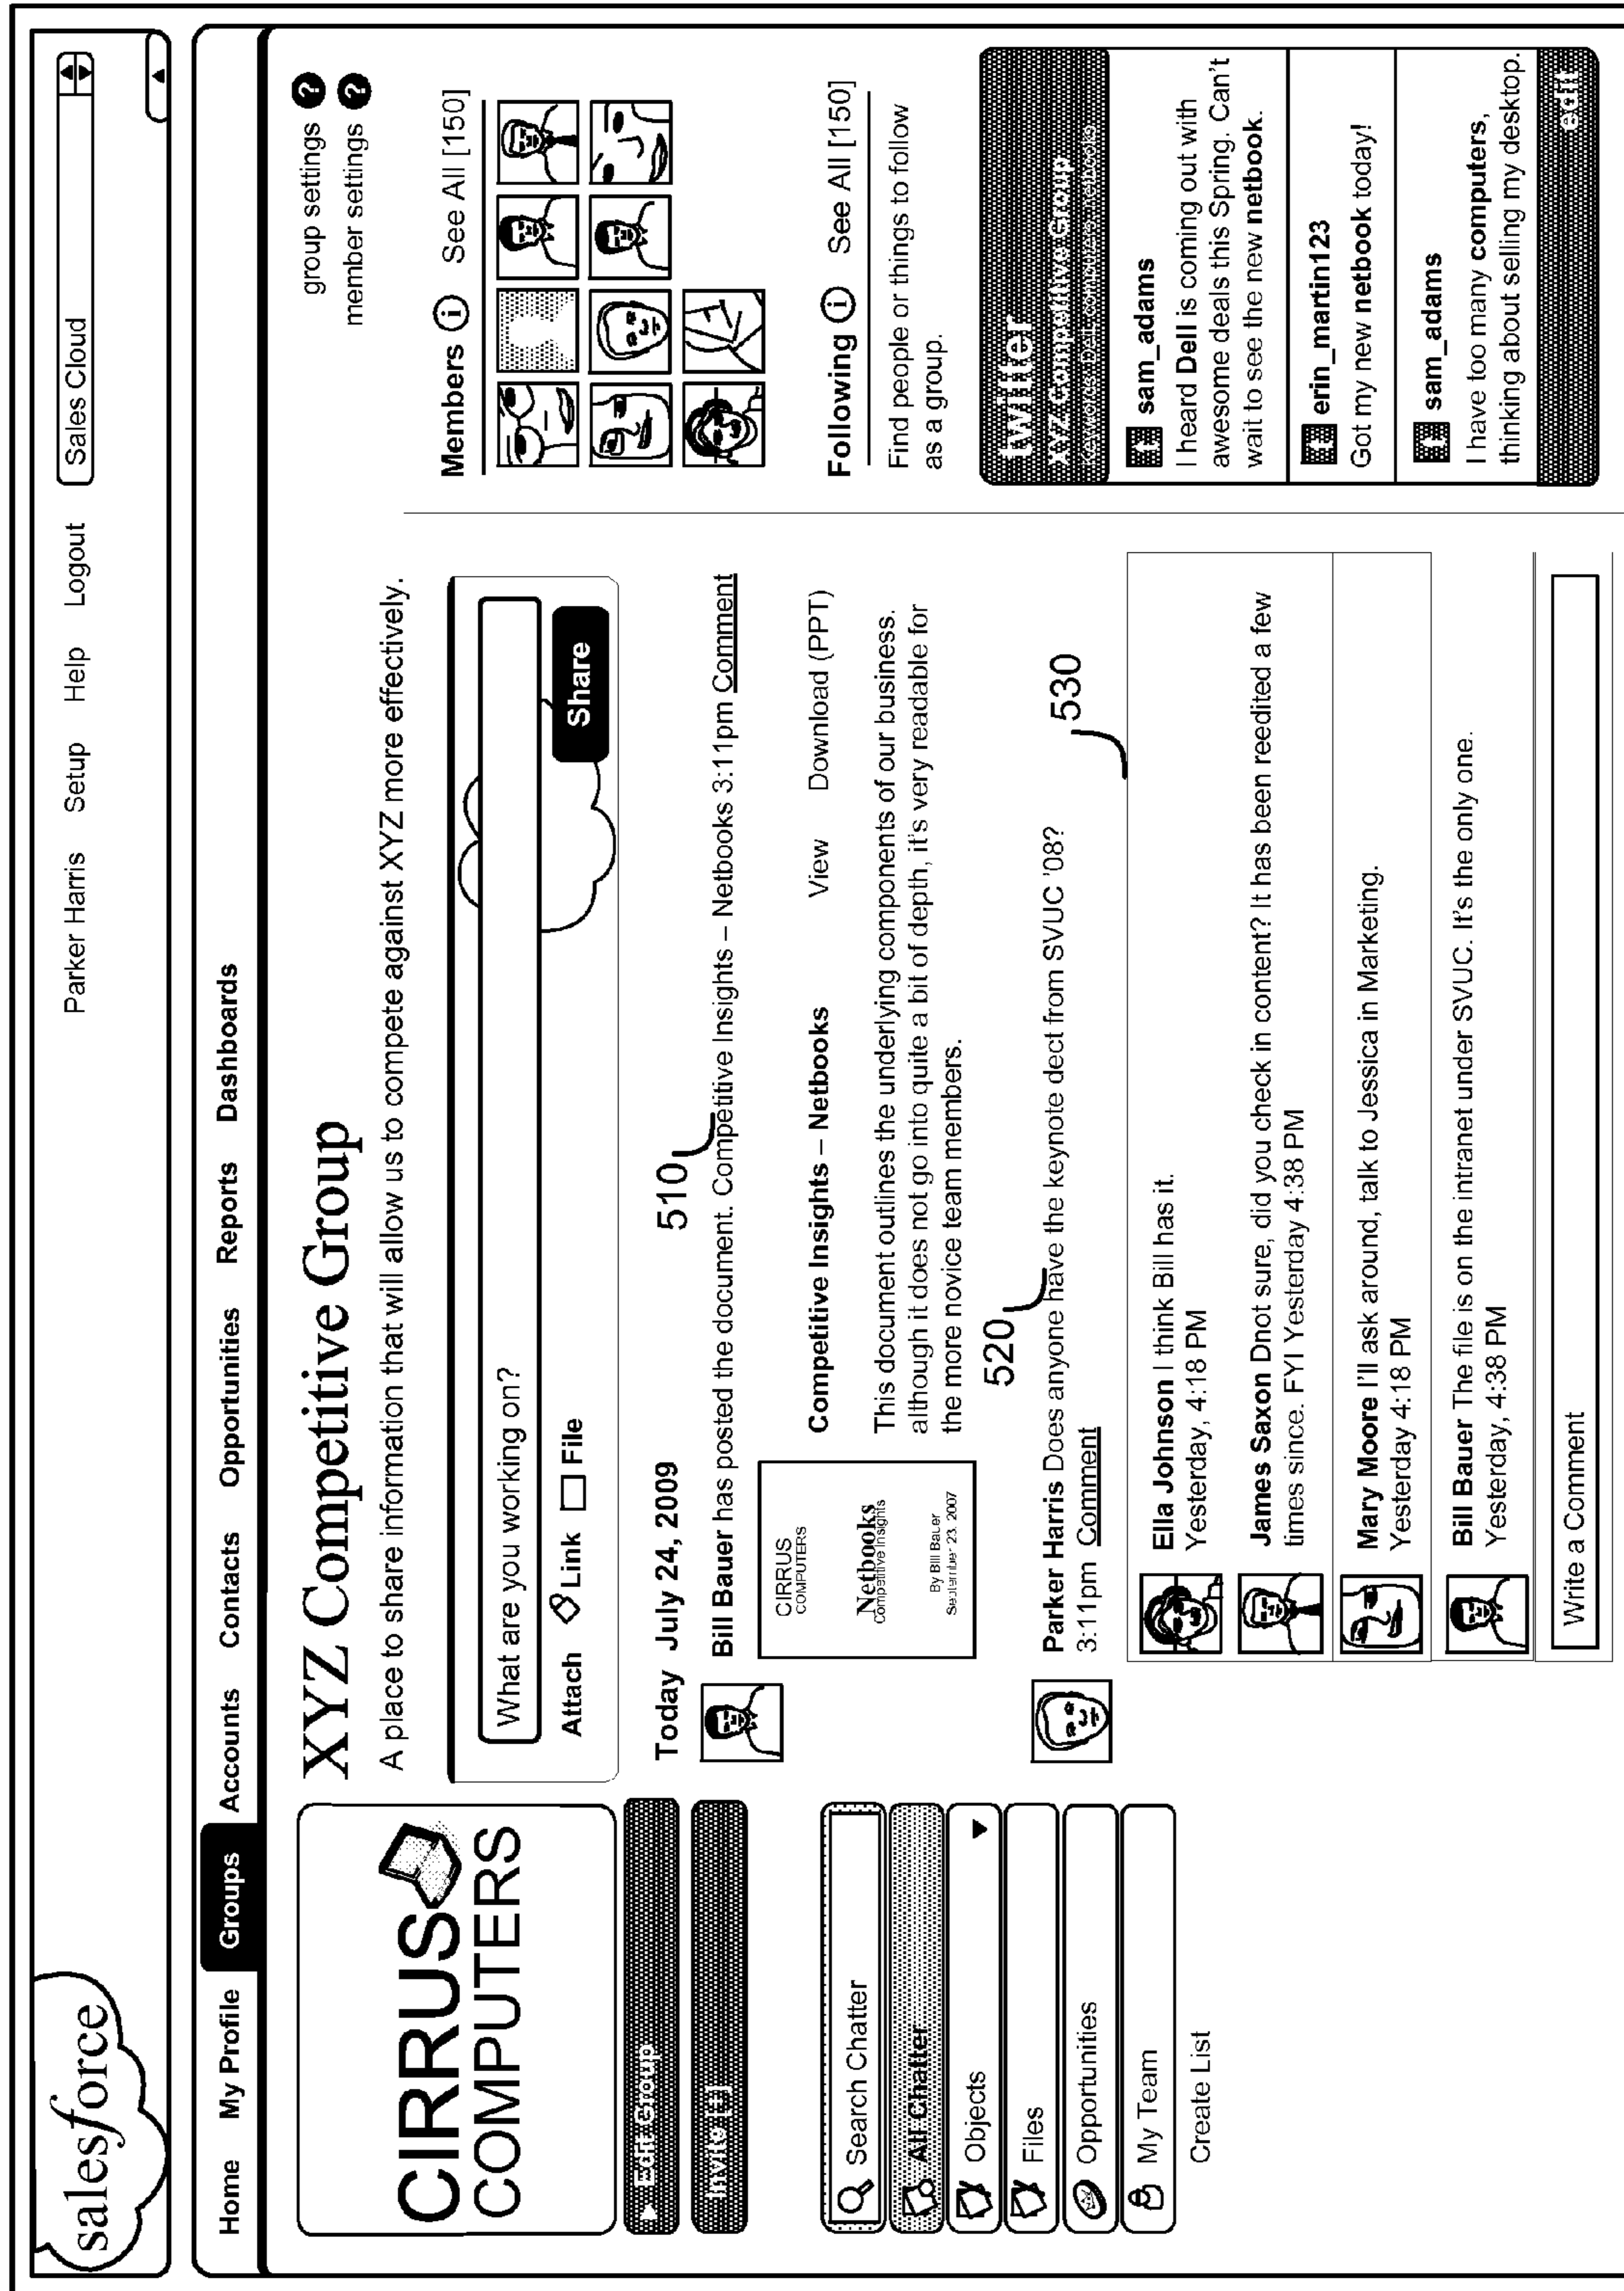 salesforce
Parker Harris Setup Help Logout Sales Cloud
Home My Profile Groups Accounts Contacts Opportunities Reports Dashboards
CIRRUS
COMPUTERS
Edit Group
Invite [1]
Search Chatter
All Chatter
Objects
Files
Opportunities
My Team
Create List
XYZ Competitive Group
A place to share information that will allow us to compete against XYZ more effectively.
What are you working on?
Attach Link File
Share
Today July 24, 2009
510
Bill Bauer has posted the document. Competitive Insights – Netbooks 3:11pm Comment
CIRRUS
COMPUTERS
Netbooks
Competitive Insights
By Bill Bauer
September 23, 2007
Competitive Insights – Netbooks View Download (PPT)
This document outlines the underlying components of our business.
although it does not go into quite a bit of depth, it's very readable for
the more novice team members.
520
Parker Harris Does anyone have the keynote dect from SVUC '08?
3:11pm Comment
530
Ella Johnson I think Bill has it.
Yesterday, 4:18 PM
James Saxon Dnot sure, did you check in content? It has been reedited a few
times since. FYI Yesterday 4:38 PM
Mary Moore I'll ask around, talk to Jessica in Marketing.
Yesterday 4:18 PM
Bill Bauer The file is on the intranet under SVUC. It's the only one.
Yesterday, 4:38 PM
Write a Comment
group settings ?
member settings ?
Members i See All [150]
Following i See All [150]
Find people or things to follow
as a group.
twitter
XYZ Competitive Group
Keywords: Dell, computers, netbooks
sam_adams
I heard Dell is coming out with
awesome deals this Spring. Can't
wait to see the new netbook.
erin_martin123
Got my new netbook today!
sam_adams
I have too many computers,
thinking about selling my desktop.
edit